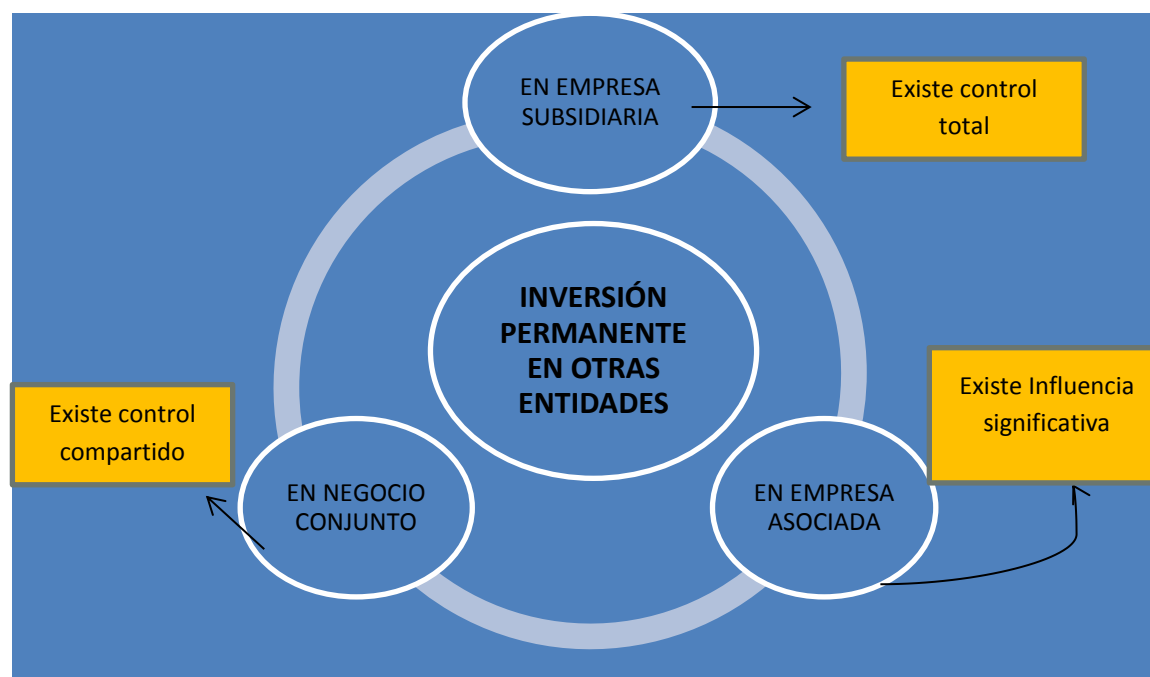 EN EMPRESA
SUBSIDIARIA
Existe control
total
INVERSIÓN
PERMANENTE
EN OTRAS
ENTIDADES
Existe control
compartido
Existe Influencia
significativa
EN NEGOCIO
CONJUNTO
EN EMPRESA
ASOCIADA